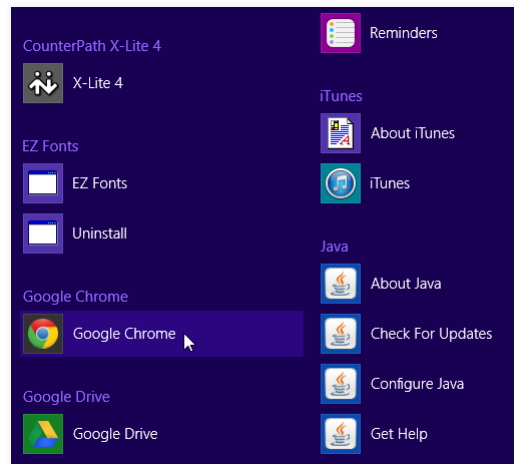 CounterPath X-Lite 4
X-Lite 4
EZ Fonts
EZ Fonts
Uninstall
Google Chrome
Google Chrome
Google Drive
Google Drive
Reminders
iTunes
About iTunes
iTunes
Java
About Java
Check For Updates
Configure Java
Get Help